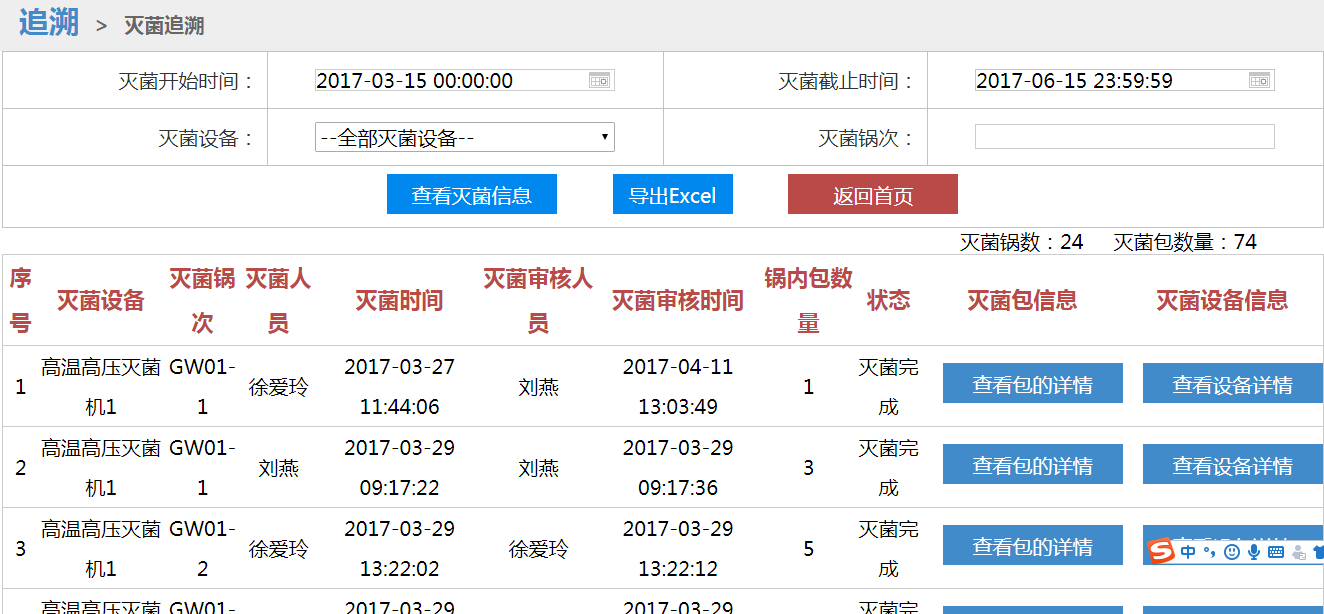 追溯 > 灭菌追溯
灭菌开始时间： 2017-03-15 00:00:00 灭菌截止时间： 2017-06-15 23:59:59
灭菌设备： --全部灭菌设备-- 灭菌锅次：
查看灭菌信息 导出Excel 返回首页
灭菌锅数：24 灭菌包数量：74
序号 灭菌设备 灭菌锅次 灭菌人员 灭菌时间 灭菌审核人员 灭菌审核时间 锅内包数量 状态 灭菌包信息 灭菌设备信息
1 高温高压灭菌机1 GW01-1 徐爱玲 2017-03-27 11:44:06 刘燕 2017-04-11 13:03:49 1 灭菌完成 查看包的详情 查看设备详情
2 高温高压灭菌机1 GW01-1 刘燕 2017-03-29 09:17:22 刘燕 2017-03-29 09:17:36 3 灭菌完成 查看包的详情 查看设备详情
3 高温高压灭菌机1 GW01-2 徐爱玲 2017-03-29 13:22:02 徐爱玲 2017-03-29 13:22:12 5 灭菌完成 查看包的详情
S 中
高温高压灭菌 GW01- 2017-03-29 2017-03-29 灭菌完